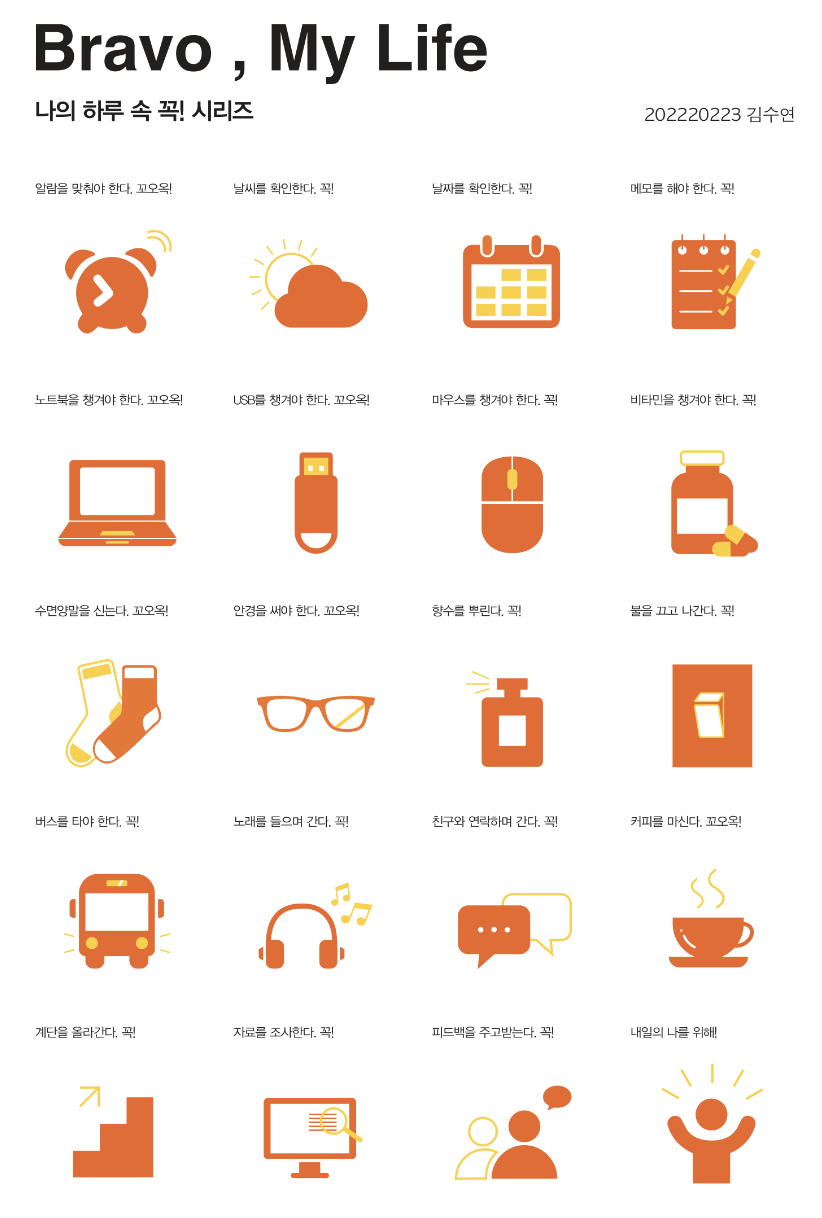 Bravo , My Life
나의 하루 속 꼭! 시리즈
202220223 김수연
알람을 맞춰야 한다. 꼬오옥!
날씨를 확인한다. 꼭!
날짜를 확인한다. 꼭!
메모를 해야 한다. 꼭!
노트북을 챙겨야 한다. 꼬오옥!
USB를 챙겨야 한다. 꼬오옥!
마우스를 챙겨야 한다. 꼭!
비타민을 챙겨야 한다. 꼭!
수면양말을 신는다. 꼬오옥!
안경을 써야 한다. 꼬오옥!
향수를 뿌린다. 꼭!
불을 끄고 나간다. 꼭!
버스를 타야 한다. 꼭!
노래를 들으며 간다. 꼭!
친구와 연락하며 간다. 꼭!
커피를 마신다. 꼬오옥!
계단을 올라간다. 꼭!
자료를 조사한다. 꼭!
피드백을 주고받는다. 꼭!
내일의 나를 위해!